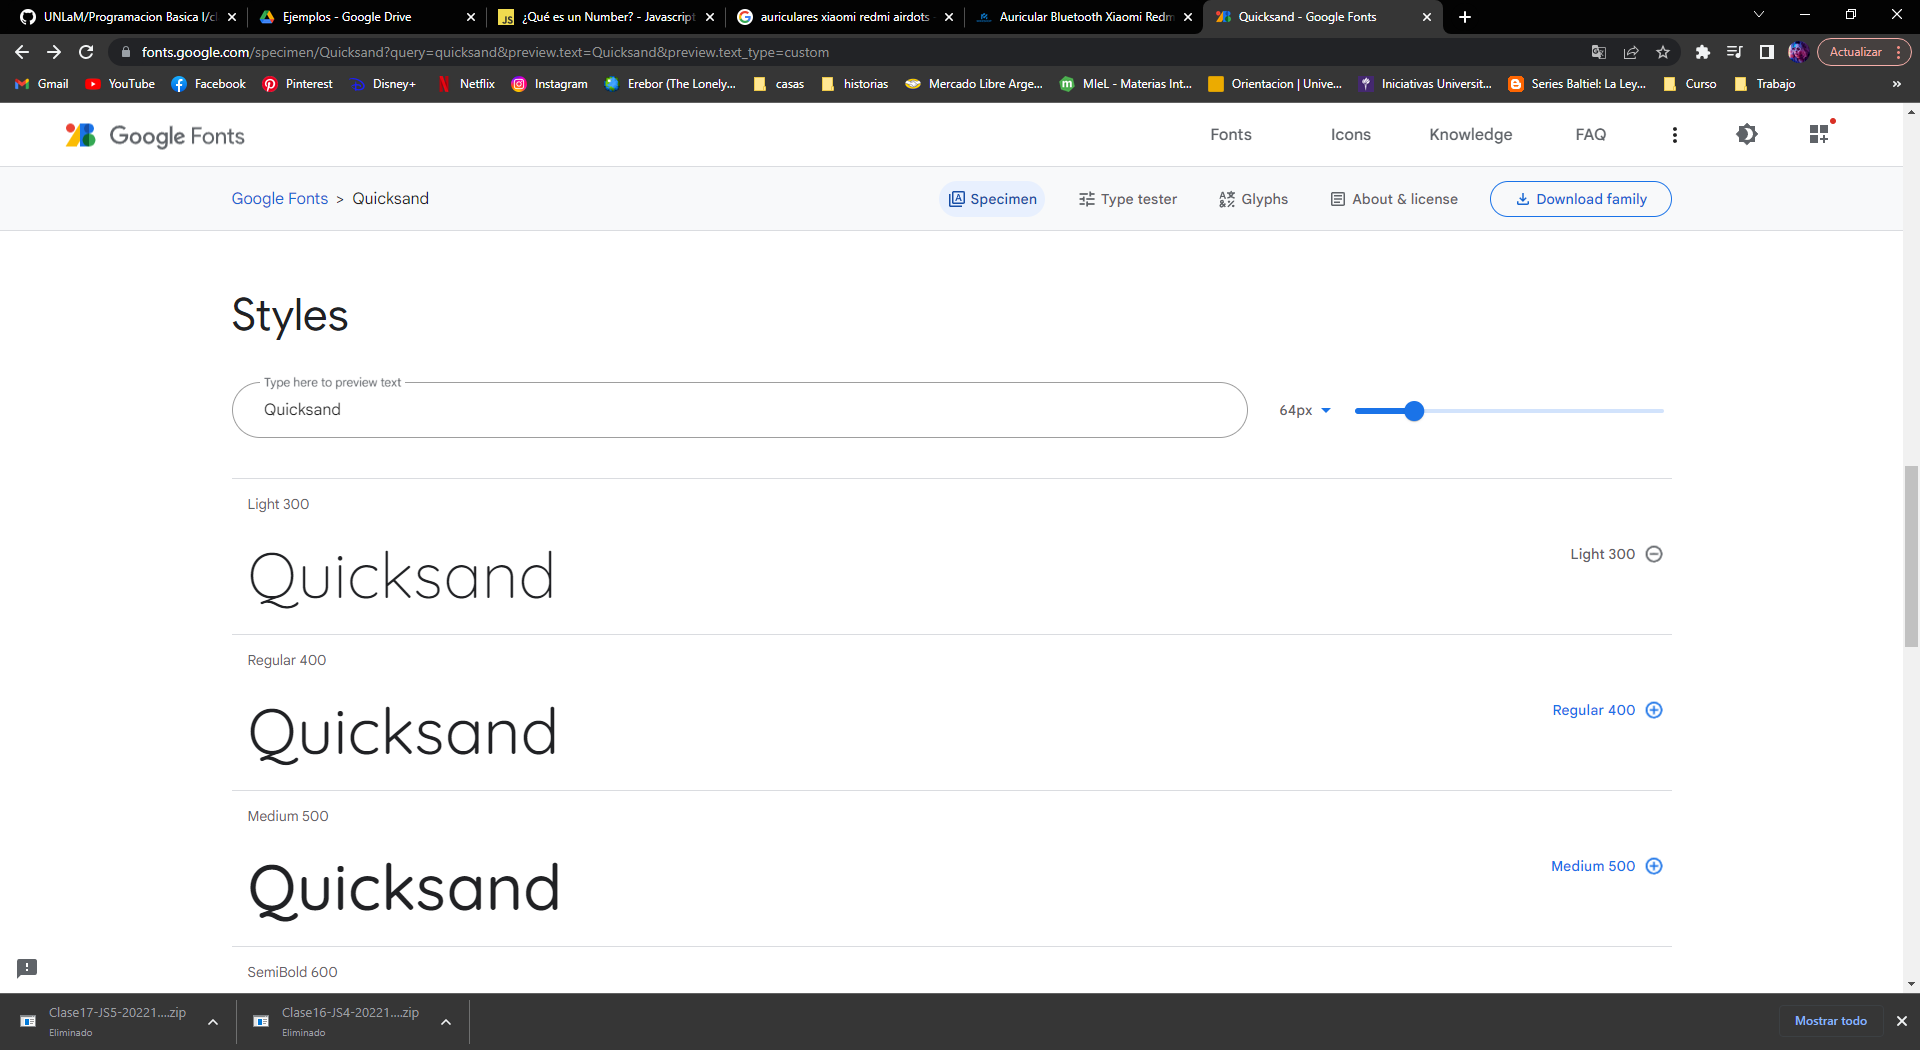 UNLaM/Programacion Basica I/cl
Ejemplos - Google Drive
¿Qué es un Number? - Javascript
auriculares xiaomi redmi airdots
Auricular Bluetooth Xiaomi Redm
Quicksand - Google Fonts
fonts.google.com/specimen/Quicksand?query=quicksand&preview.text=Quicksand&preview.text_type=custom
Actualizar
Gmail
YouTube
Facebook
Pinterest
Disney+
Netflix
Instagram
Erebor (The Lonely...
casas
historias
Mercado Libre Arge...
MIeL - Materias Int...
Orientacion | Unive...
Iniciativas Universit...
Series Baltiel: La Ley...
Curso
Trabajo
»
Google Fonts
Fonts
Icons
Knowledge
FAQ
Google Fonts > Quicksand
Specimen
Type tester
Glyphs
About & license
Download family
Styles
Type here to preview text
Quicksand
64px
Light 300
Quicksand
Light 300
Regular 400
Quicksand
Regular 400
Medium 500
Quicksand
Medium 500
SemiBold 600
Clase17-JS5-20221....zip
Eliminado
Clase16-JS4-20221....zip
Eliminado
Mostrar todo